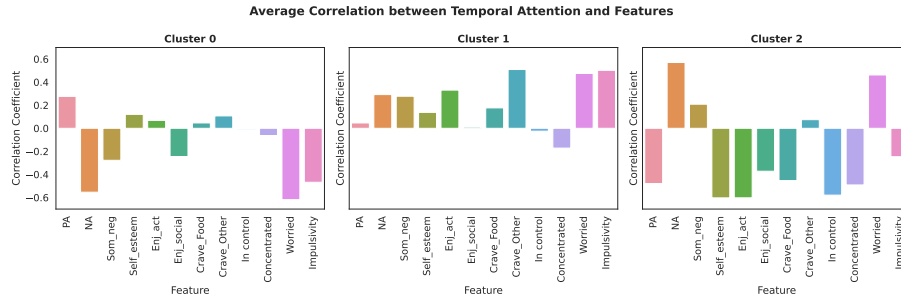 Average Correlation between Temporal Attention and Features
Cluster 0
Correlation Coefficient
0.6
0.4
0.2
0.0
−0.2
−0.4
−0.6
PA
NA
Som_neg
Self_esteem
Enj_act
Enj_social
Crave_Food
Crave_Other
In control
Concentrated
Worried
Impulsivity
Feature
Cluster 1
Correlation Coefficient
PA
NA
Som_neg
Self_esteem
Enj_act
Enj_social
Crave_Food
Crave_Other
In control
Concentrated
Worried
Impulsivity
Feature
Cluster 2
Correlation Coefficient
PA
NA
Som_neg
Self_esteem
Enj_act
Enj_social
Crave_Food
Crave_Other
In control
Concentrated
Worried
Impulsivity
Feature